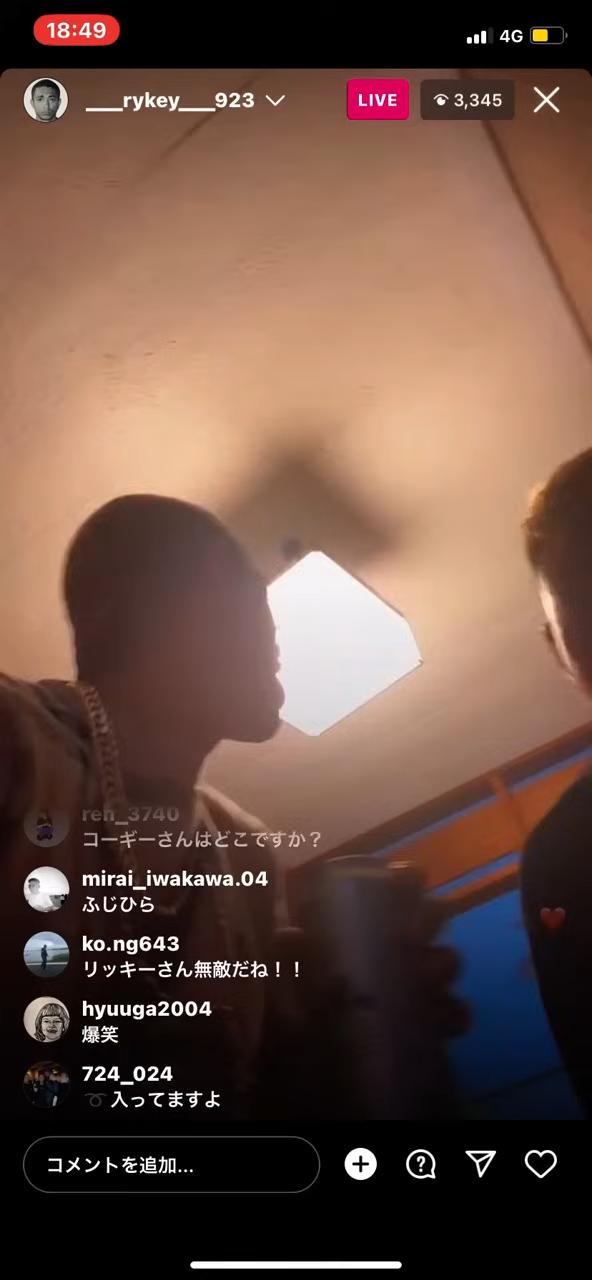 18:49
4G
___rykey___923
LIVE
3,345
ren_3740
コーギーさんはどこですか？
mirai_iwakawa.04
ふじひら
ko.ng643
リッキーさん無敵だね！！
hyuuga2004
爆笑
724_024
➰入ってますよ
コメントを追加...